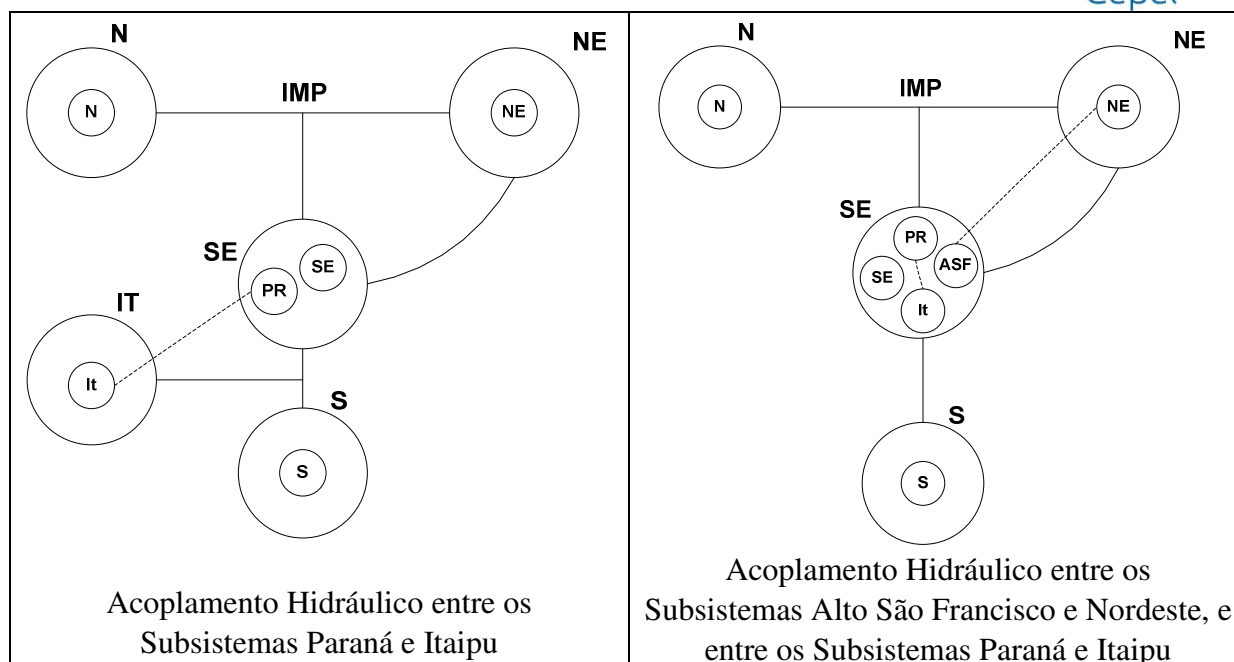 Cepel
N
NE
IMP
N
NE
SE
SE
PR
IT
It
S
S
Acoplamento Hidráulico entre os
Subsistemas Paraná e Itaipu
N
NE
IMP
N
NE
SE
PR
ASF
SE
It
S
S
Acoplamento Hidráulico entre os
Subsistemas Alto São Francisco e Nordeste, e
entre os Subsistemas Paraná e Itaipu